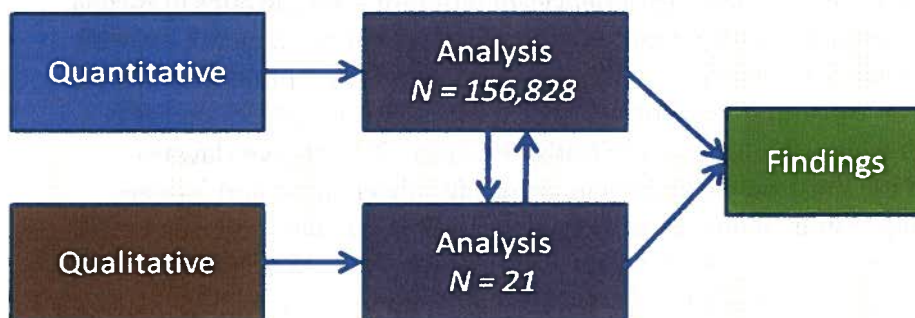 Quantitative
Analysis
N = 156,828
Findings
Qualitative
Analysis
N = 21